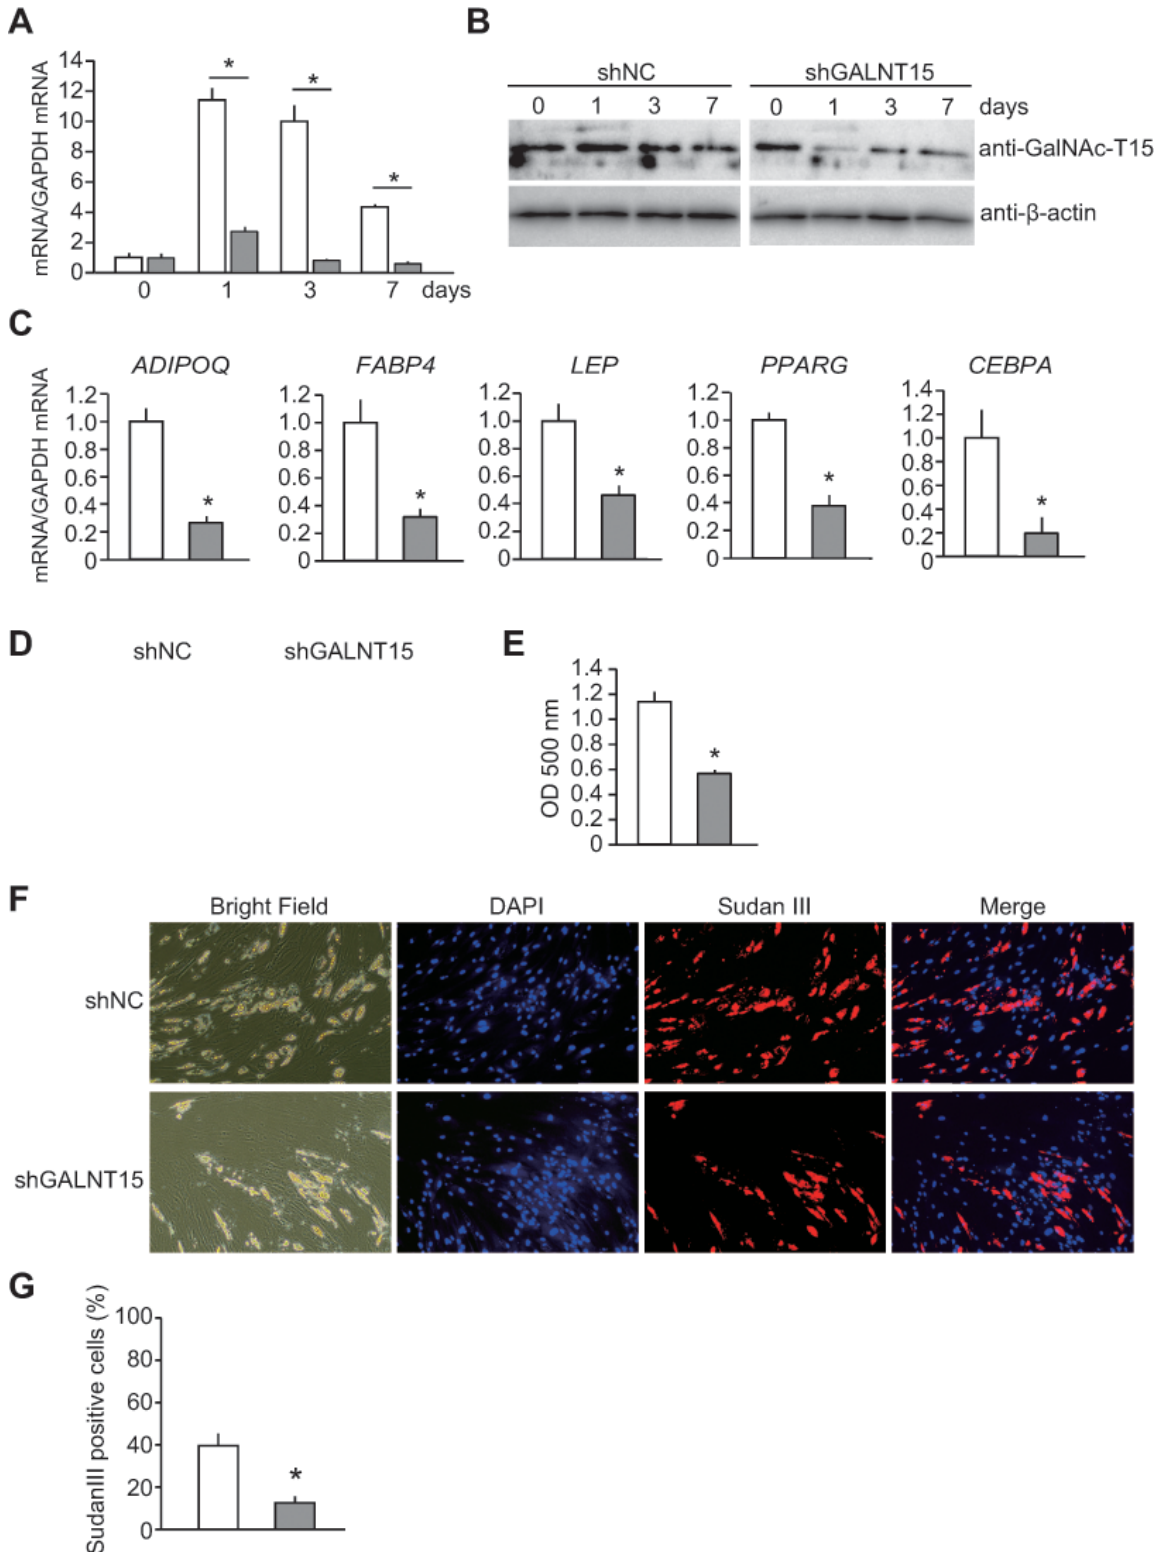 A
mRNA/GAPDH mRNA
14
12
10
8
6
4
2
0
*
*
*
0 1 3 7 days
B
shNC shGALNT15
0 1 3 7 0 1 3 7 days
anti-GalNAc-T15
anti-β-actin
C
mRNA/GAPDH mRNA
ADIPOQ
1.2
1.0
0.8
0.6
0.4
0.2
0
*
FABP4
1.2
1.0
0.8
0.6
0.4
0.2
0
*
LEP
1.2
1.0
0.8
0.6
0.4
0.2
0
*
PPARG
1.2
1.0
0.8
0.6
0.4
0.2
0
*
CEBPA
1.4
1.2
1.0
0.8
0.6
0.4
0.2
0
*
D
shNC shGALNT15
E
OD 500 nm
1.4
1.2
1.0
0.8
0.6
0.4
0.2
0
*
F
Bright Field DAPI Sudan III Merge
shNC
shGALNT15
G
SudanIII positive cells (%)
100
80
60
40
20
0
*